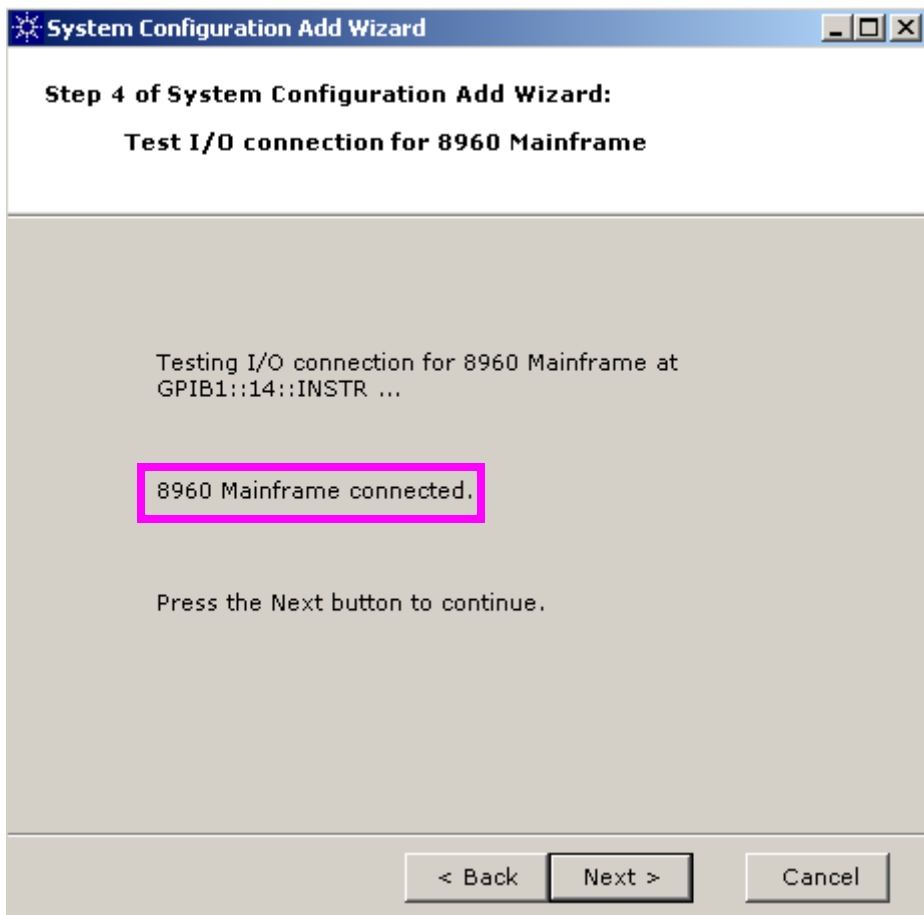 System Configuration Add Wizard
Step 4 of System Configuration Add Wizard:
Test I/O connection for 8960 Mainframe
Testing I/O connection for 8960 Mainframe at
GPIB1::14::INSTR ...
8960 Mainframe connected.
Press the Next button to continue.
< Back Next > Cancel